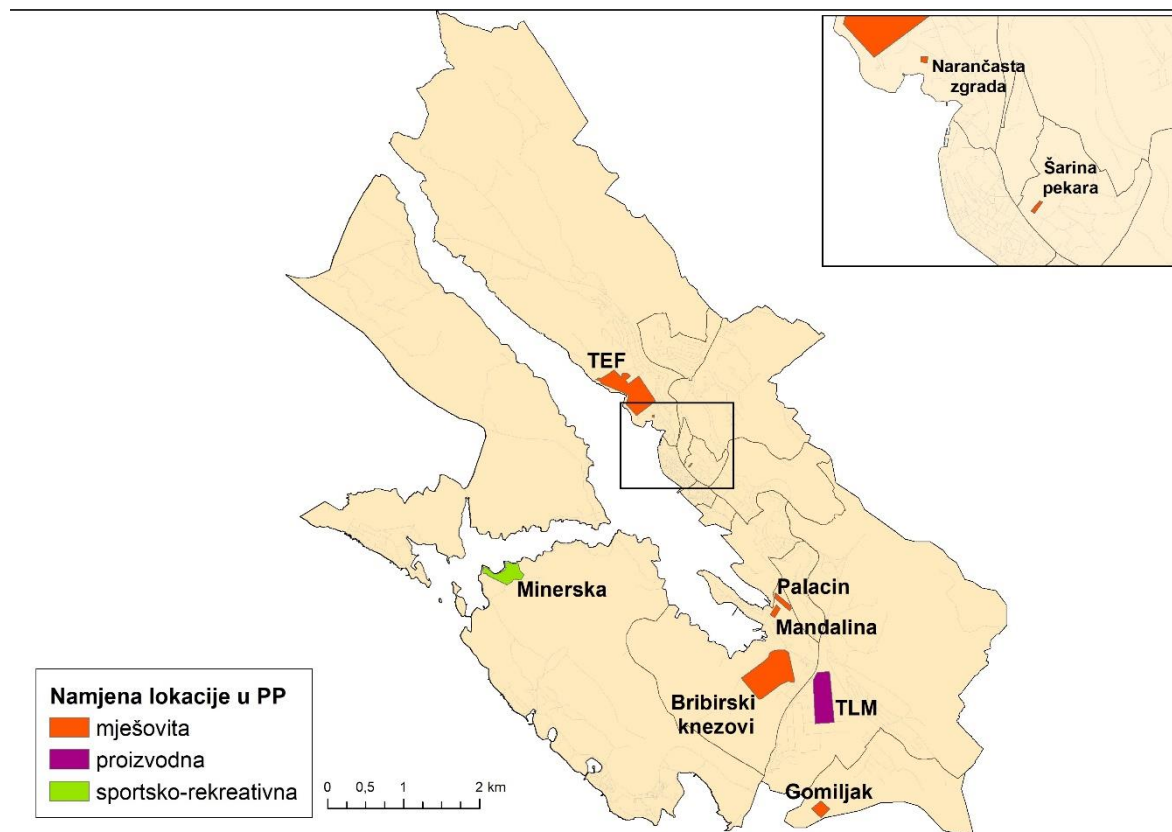 Narančasta
zgrada
Šarina
pekara
TEF
Minerska
Palacin
Mandalina
Bribirski
knezovi
TLM
Gomiljak
Namjena lokacije u PP
mješovita
proizvodna
sportsko-rekreativna
0 0,5 1 2 km